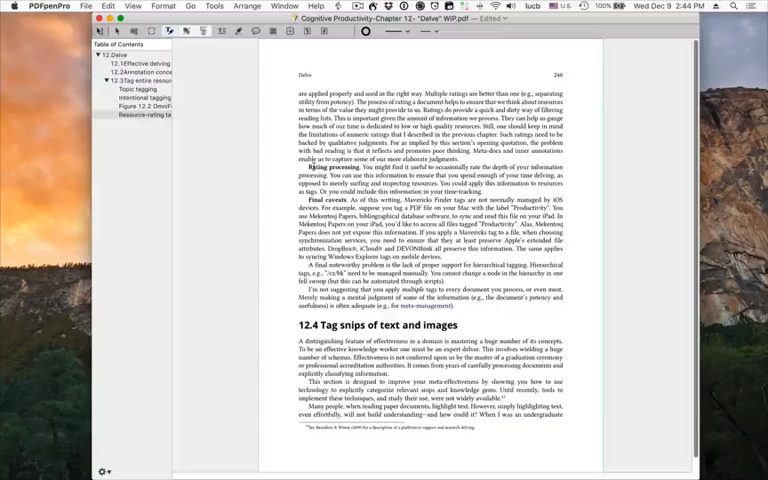 PDFpenPro File Edit View Go Tools Format Insert Window Help lucb U.S. 100% Wed Dec 9 2:44 PM
Cognitive Productivity-Chapter 12- "Delve" WIP.pdf — Edited
Table of Contents
12.Delve
12.1Effective delving
12.2Annotation conce
12.3Tag entire resour
Topic tagging
Intentional tagging
Figure 12.2 OmniF
Resource-rating ta
Delve 240
are applied properly and used in the right way. Multiple ratings are better than one (e.g., separating
utility from potency). The process of rating a document helps to ensure that we think about resources
in terms of the value they might provide to us. Ratings do provide a quick and dirty way of filtering
reading lists. This is important given the amount of information we process. They can help us gauge
how much of our time is dedicated to low or high quality resources. Still, one should keep in mind
the limitations of numeric ratings that I described in the previous chapter. Such ratings need to be
backed by qualitative judgments. For as implied by this section's opening quotation, the problem
with bad reading is that it reflects and promotes poor thinking. Meta-docs and inner annotations
enable us to capture some of our more elaborate judgments.
Rating processing. You might find it useful to occasionally rate the depth of your information
processing. You can use this information to ensure that you spend enough of your time delving, as
opposed to merely surfing and inspecting resources. You could apply this information to resources
as tags. Or you could include this information in your time-tracking.
Final caveats. As of this writing, Mavericks Finder tags are not normally managed by iOS
devices. For example, suppose you tag a PDF file on your Mac with the label "Productivity". You
use Mekentosj Papers, bibliographical database software, to sync and read this file on your iPad. In
Mekentosj Papers on your iPad, you'd like to access all files tagged "Productivity". Alas, Mekentosj
Papers does not yet expose this information. If you apply a Mavericks tag to a file, when choosing
synchronization services, you need to ensure that they at least preserve Apple's extended file
attributes. DropBox®, iCloud® and DEVONthink all preserve this information. The same applies
to syncing Windows Explorer tags on mobile devices.
A final noteworthy problem is the lack of proper support for hierarchical tagging. Hierarchical
tags, e.g., "/cz/bk" need to be managed manually. You cannot change a node in the hierarchy in one
fell swoop (but this can be automated through scripts).
I'm not suggesting that you apply multiple tags to every document you process, or even most.
Merely making a mental judgment of some of the information (e.g., the document's potency and
usefulness) is often adequate (e.g., for meta-management).
12.4 Tag snips of text and images
A distinguishing feature of effectiveness in a domain is mastering a huge number of its concepts.
To be an effective knowledge worker one must be an expert delver. This involves wielding a huge
number of schemas. Effectiveness is not conferred upon us by the master of a graduation ceremony
or professional accreditation authorities. It comes from years of carefully processing documents and
explicitly classifying information.
This section is designed to improve your meta-effectiveness by showing you how to use
technology to explicitly categorize relevant snips and knowledge gems. Until recently, tools to
implement these techniques, and study their use, were not widely available.
Many people, when reading paper documents, highlight text. However, simply highlighting text,
even effortfully, will not build understanding—and how could it? When I was an undergraduate
See Beaudoin & Winne (2009) for a description of a platform to support and research delving.